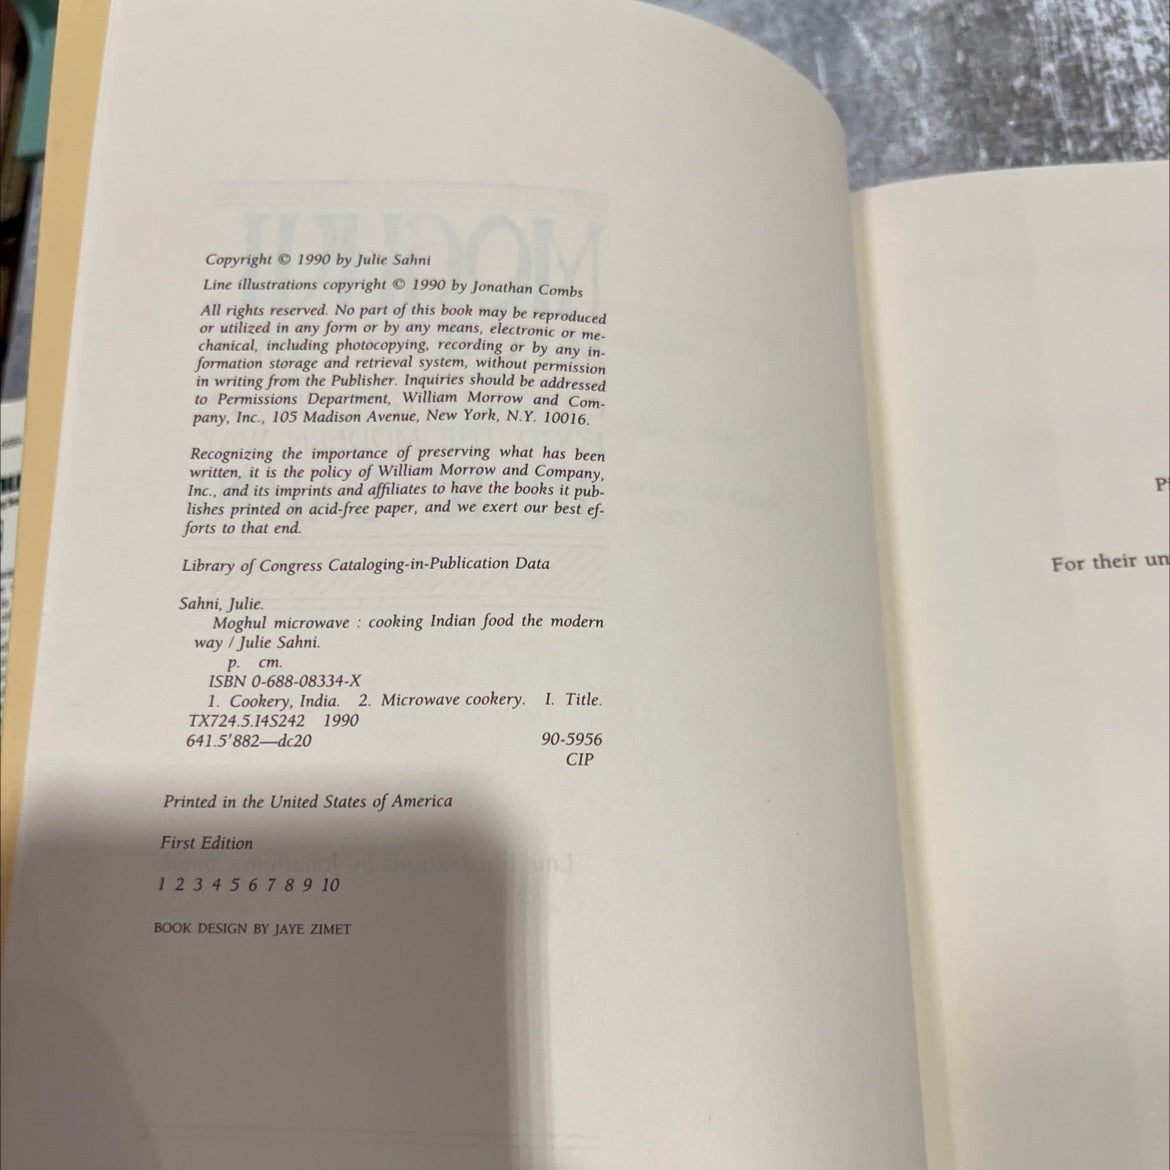 Copyright © 1990 by Julie Sahni
Line illustrations copyright © 1990 by Jonathan Combs
All rights reserved. No part of this book may be reproduced
or utilized in any form or by any means, electronic or me-
chanical, including photocopying, recording or by any in-
formation storage and retrieval system, without permission
in writing from the Publisher. Inquiries should be addressed
to Permissions Department, William Morrow and Com-
pany, Inc., 105 Madison Avenue, New York, N.Y. 10016.
Recognizing the importance of preserving what has been
written, it is the policy of William Morrow and Company,
Inc., and its imprints and affiliates to have the books it pub-
lishes printed on acid-free paper, and we exert our best ef-
forts to that end.
Library of Congress Cataloging-in-Publication Data
Sahni, Julie.
Moghul microwave : cooking Indian food the modern
way / Julie Sahni.
p. cm.
ISBN 0-688-08334-X
1. Cookery, India. 2. Microwave cookery. I. Title.
TX724.5.I4S242 1990
641.5'882—dc20 90-5956
CIP
Printed in the United States of America
First Edition
1 2 3 4 5 6 7 8 9 10
BOOK DESIGN BY JAYE ZIMET
For their un